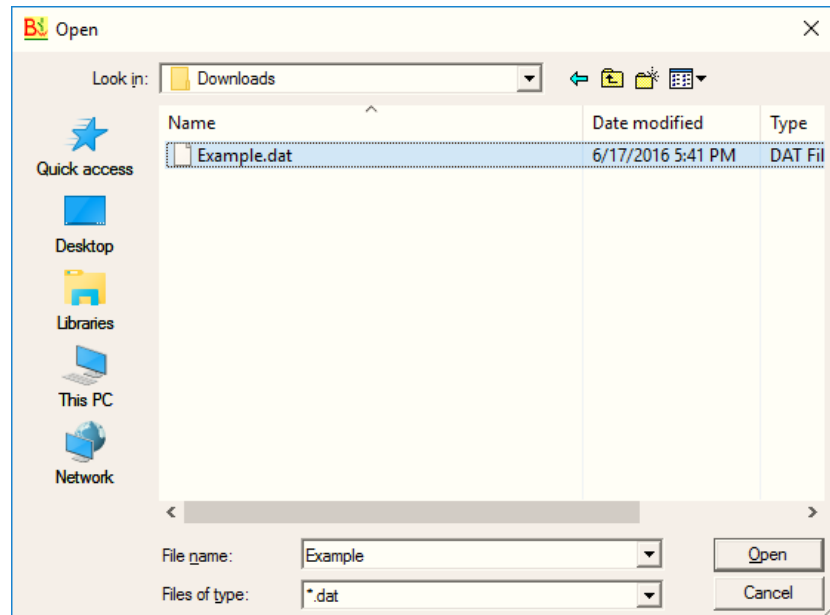 Open
Look in: Downloads
Name Date modified Type
Example.dat 6/17/2016 5:41 PM DAT Fil
Quick access
Desktop
Libraries
This PC
Network
File name: Example Open
Files of type: *.dat Cancel